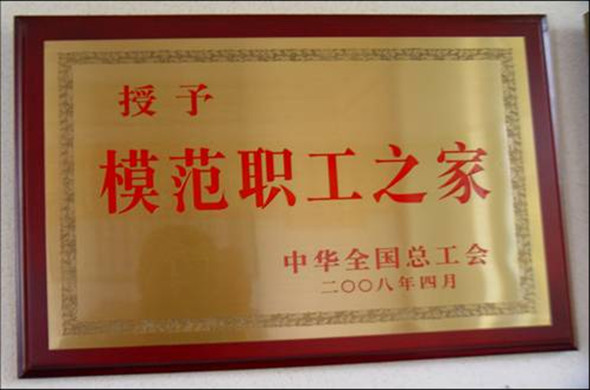 授予
模范职工之家
中华全国总工会
二〇〇八年四月